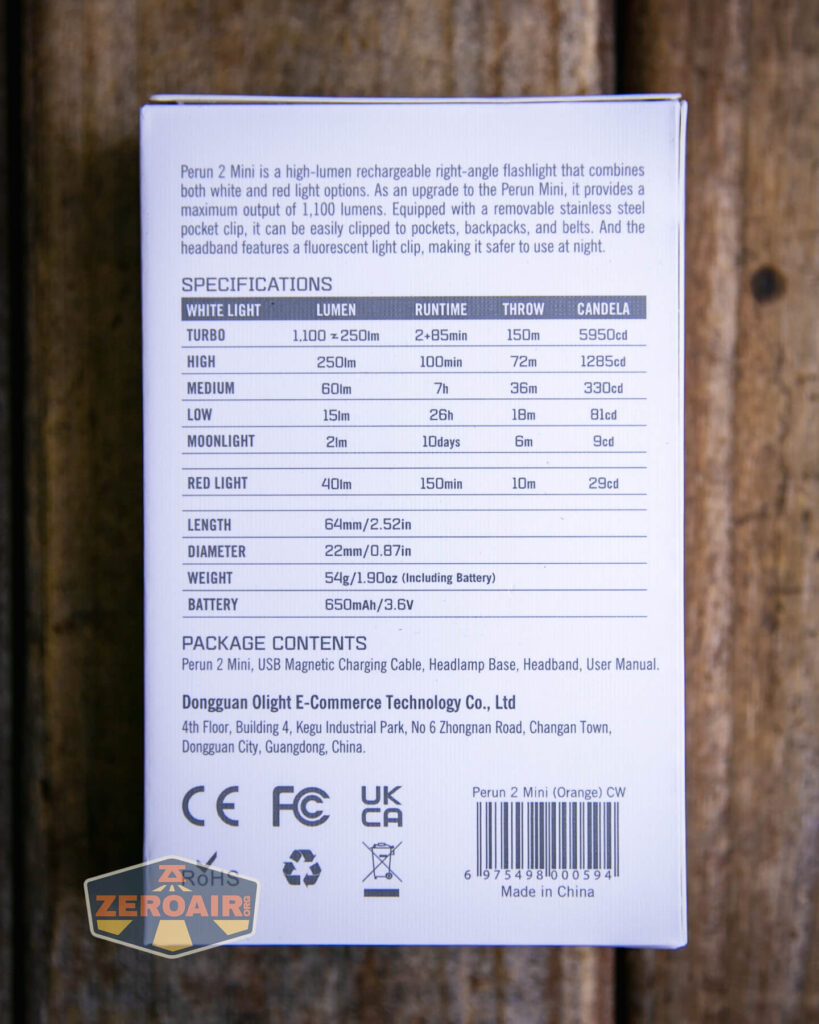 Perun 2 Mini is a high-lumen rechargeable right-angle flashlight that combines
both white and red light options. As an upgrade to the Perun Mini, it provides a
maximum output of 1,100 lumens. Equipped with a removable stainless steel
pocket clip, it can be easily clipped to pockets, backpacks, and belts. And the
headband features a fluorescent light clip, making it safer to use at night.
SPECIFICATIONS
WHITE LIGHT LUMEN RUNTIME THROW CANDELA
TURBO 1,100 ~ 250lm 2+85min 150m 5950cd
HIGH 250lm 100min 72m 1285cd
MEDIUM 60lm 7h 36m 330cd
LOW 15lm 26h 18m 81cd
MOONLIGHT 2lm 10days 6m 9cd
RED LIGHT 40lm 150min 10m 29cd
LENGTH 64mm/2.52in
DIAMETER 22mm/0.87in
WEIGHT 54g/1.90oz (Including Battery)
BATTERY 650mAh/3.6V
PACKAGE CONTENTS
Perun 2 Mini, USB Magnetic Charging Cable, Headlamp Base, Headband, User Manual.
Dongguan Olight E-Commerce Technology Co., Ltd
4th Floor, Building 4, Kegu Industrial Park, No 6 Zhongnan Road, Changan Town,
Dongguan City, Guangdong, China.
CE FC UK CA
RoHS
Perun 2 Mini (Orange) CW
6 975498 000594
Made in China
ZEROAIR.ORG